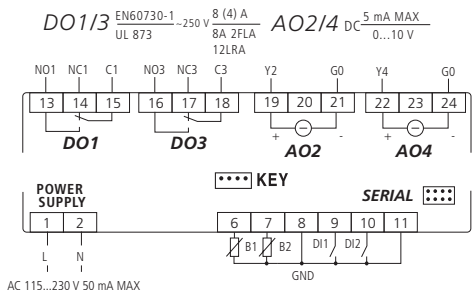 DO1/3 EN60730-1 UL 873 ~250 V 8 (4) A 8A 2FLA 12LRA AO2/4 DC 5 mA MAX 0...10 V
NO1 NC1 C1 NO3 NC3 C3 Y2 G0 Y4 G0
13 14 15 16 17 18 19 20 21 22 23 24
+ - + -
DO1 DO3 AO2 AO4
KEY
POWER SUPPLY
SERIAL
1 2 6 7 8 9 10 11
B1 B2 DI1 DI2
L N
GND
AC 115...230 V 50 mA MAX